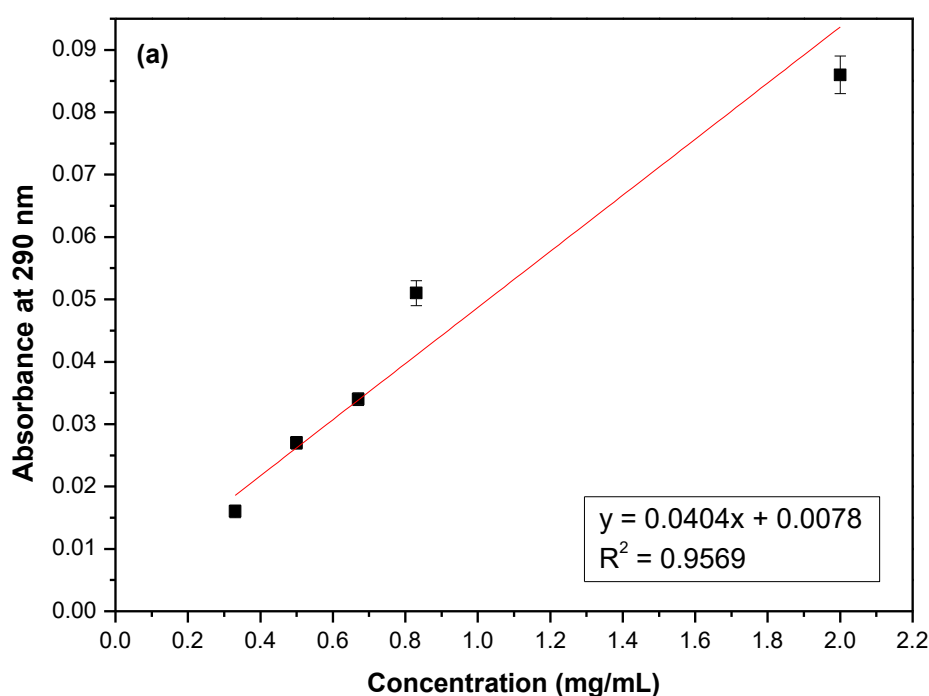 (a)
Absorbance at 290 nm
0.09
0.08
0.07
0.06
0.05
0.04
0.03
0.02
0.01
0.00
y = 0.0404x + 0.0078
R² = 0.9569
0.0 0.2 0.4 0.6 0.8 1.0 1.2 1.4 1.6 1.8 2.0 2.2
Concentration (mg/mL)